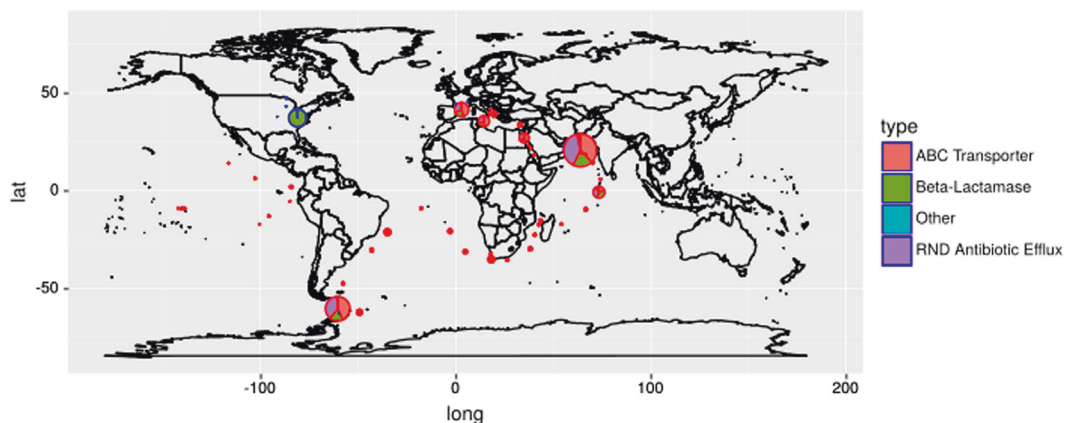 50
0
-50
lat
-100
0
100
200
long
type
ABC Transporter
Beta-Lactamase
Other
RND Antibiotic Efflux